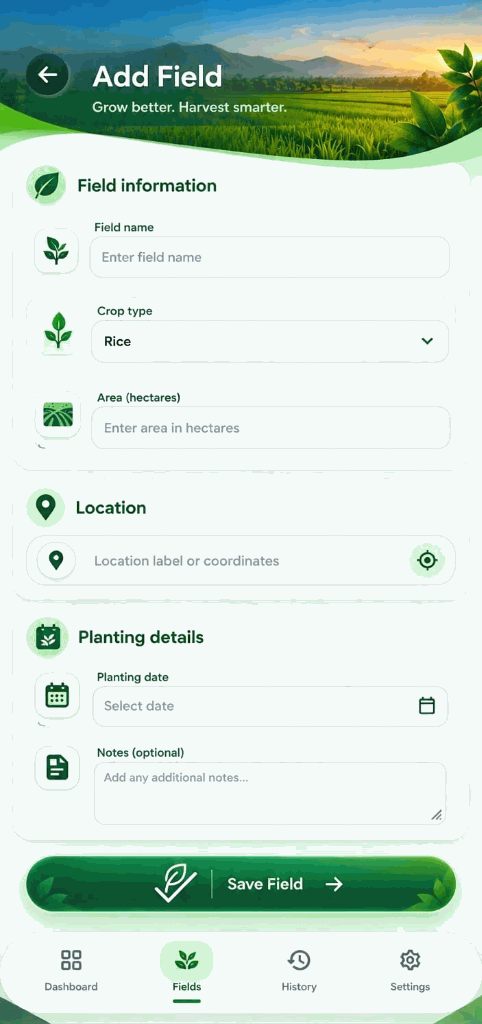 Add Field
Grow better. Harvest smarter.
Field information
Field name
Enter field name
Crop type
Rice
Area (hectares)
Enter area in hectares
Location
Location label or coordinates
Planting details
Planting date
Select date
Notes (optional)
Add any additional notes...
Save Field
Dashboard
Fields
History
Settings